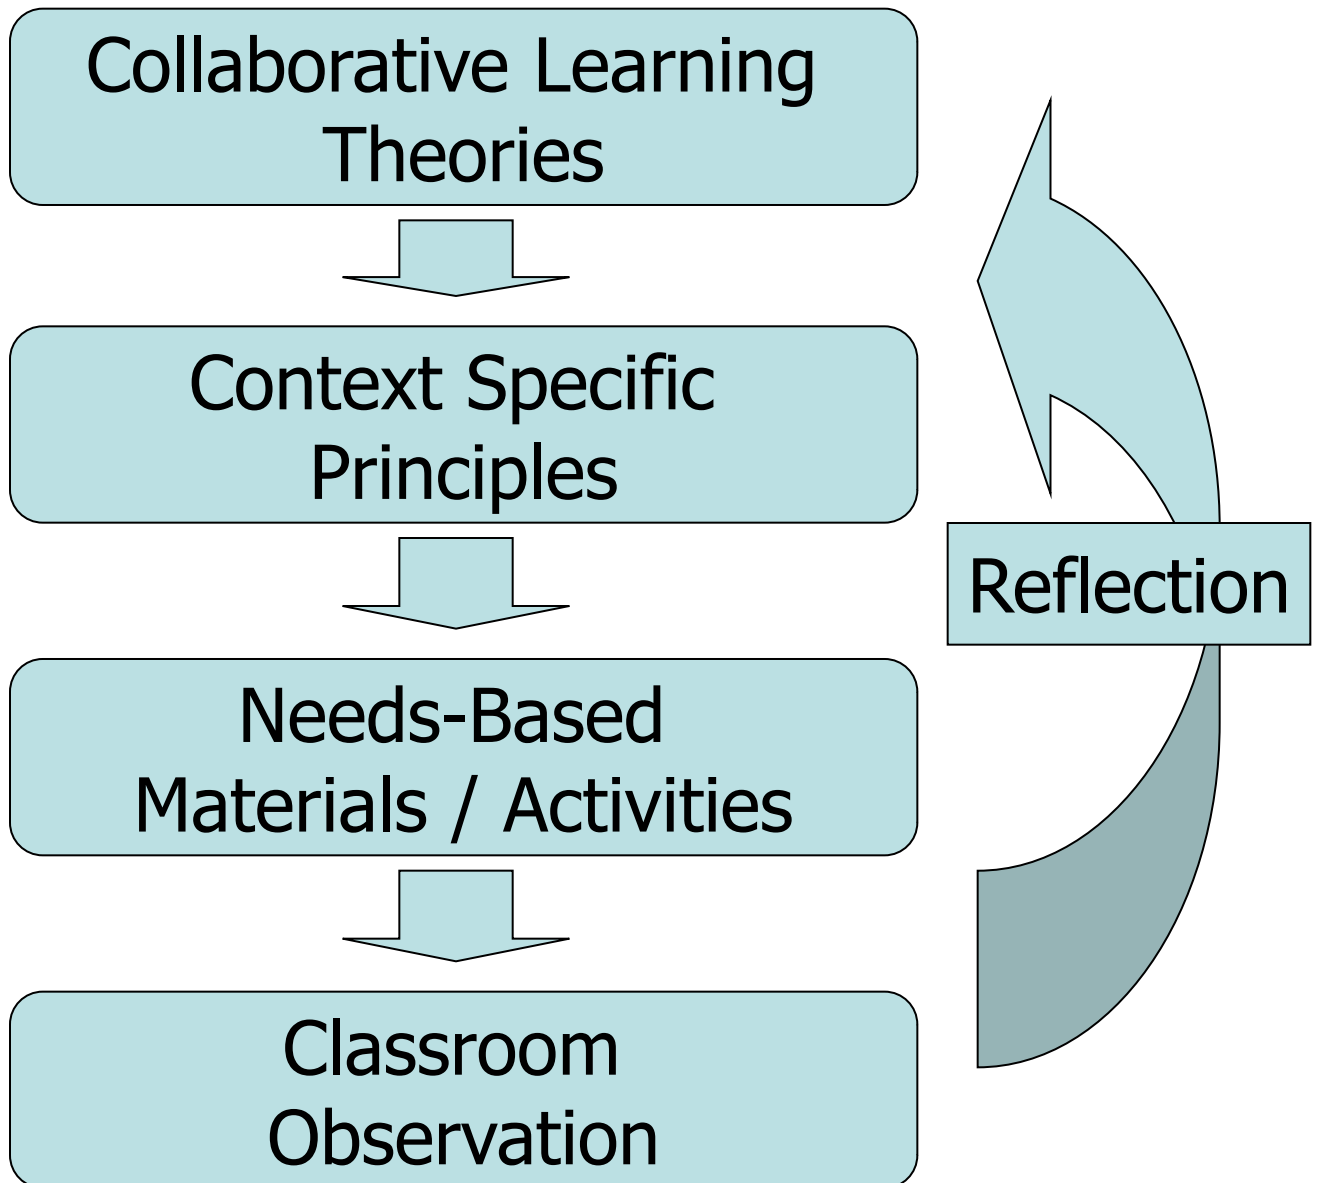 Collaborative Learning
Theories
Context Specific
Principles
Reflection
Needs-Based
Materials / Activities
Classroom
Observation